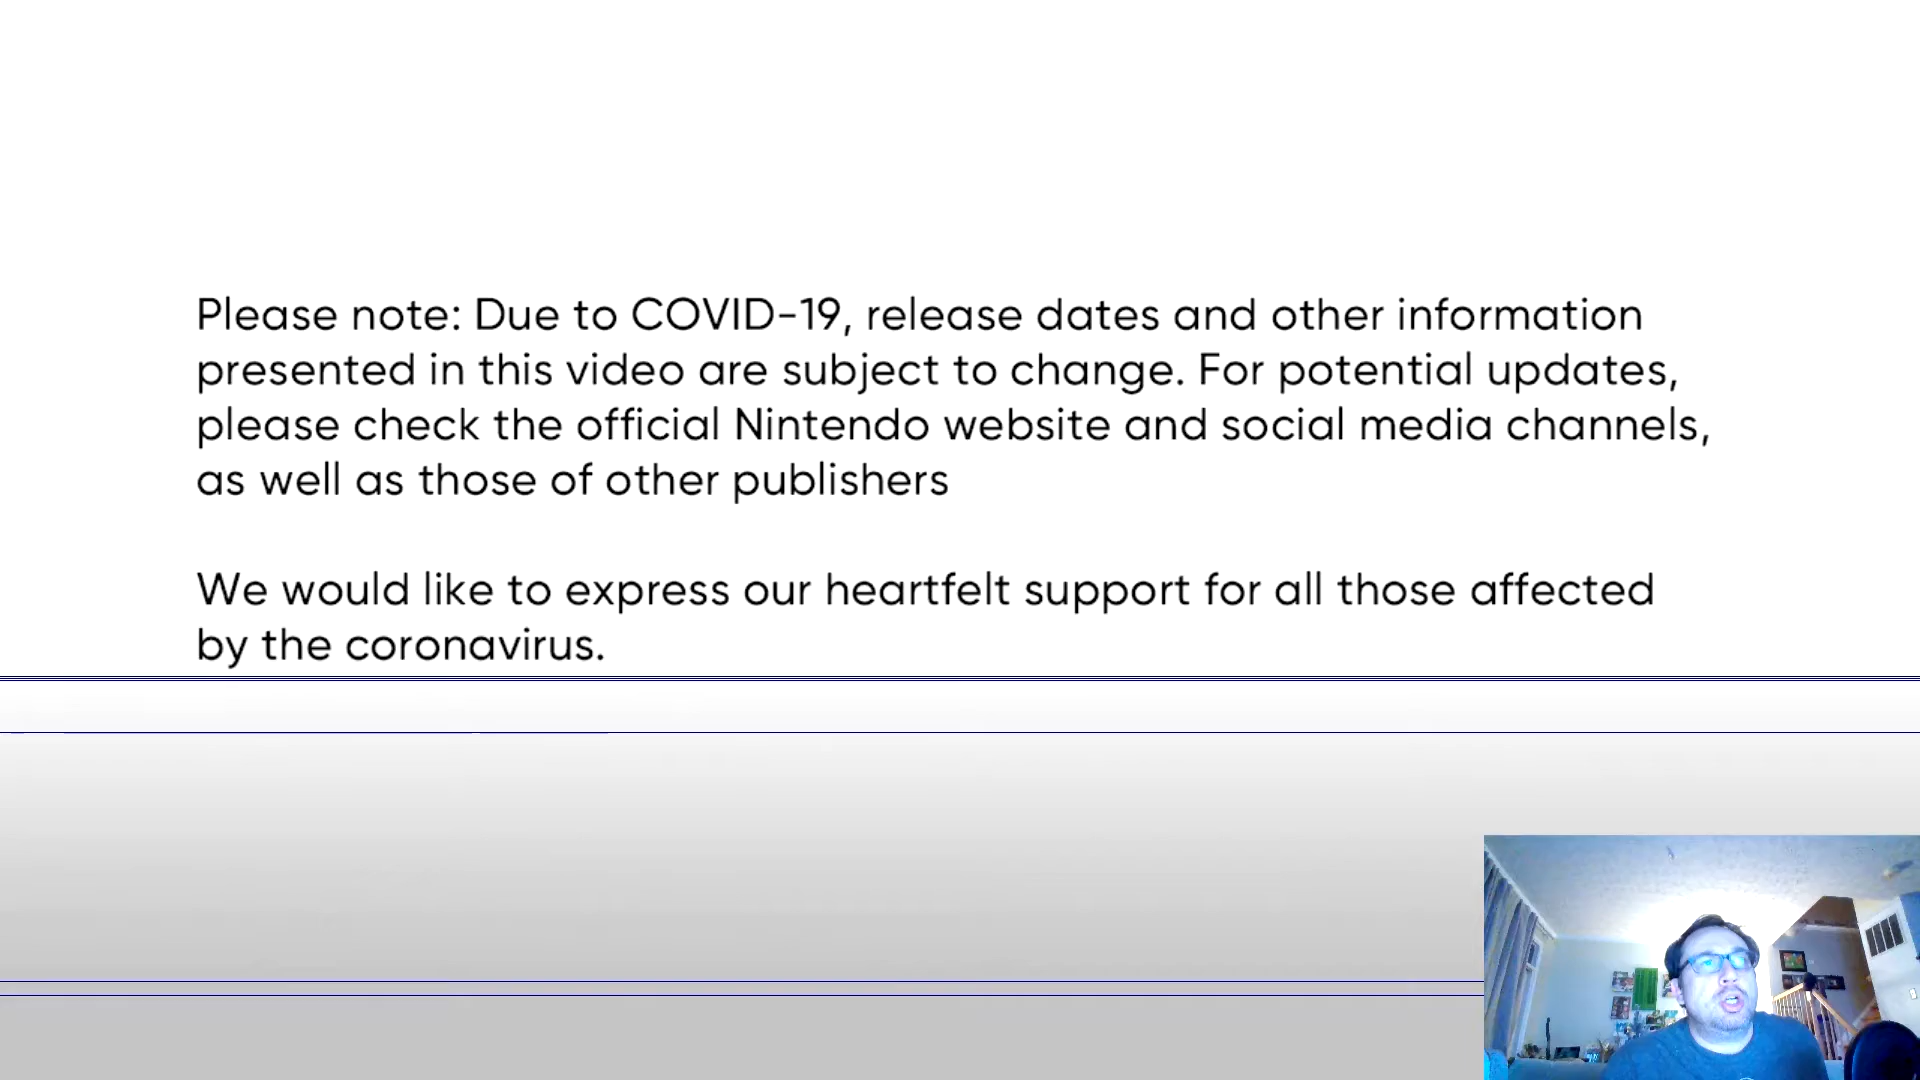 Please note: Due to COVID-19, release dates and other information
presented in this video are subject to change. For potential updates,
please check the official Nintendo website and social media channels,
as well as those of other publishers
We would like to express our heartfelt support for all those affected
by the coronavirus.